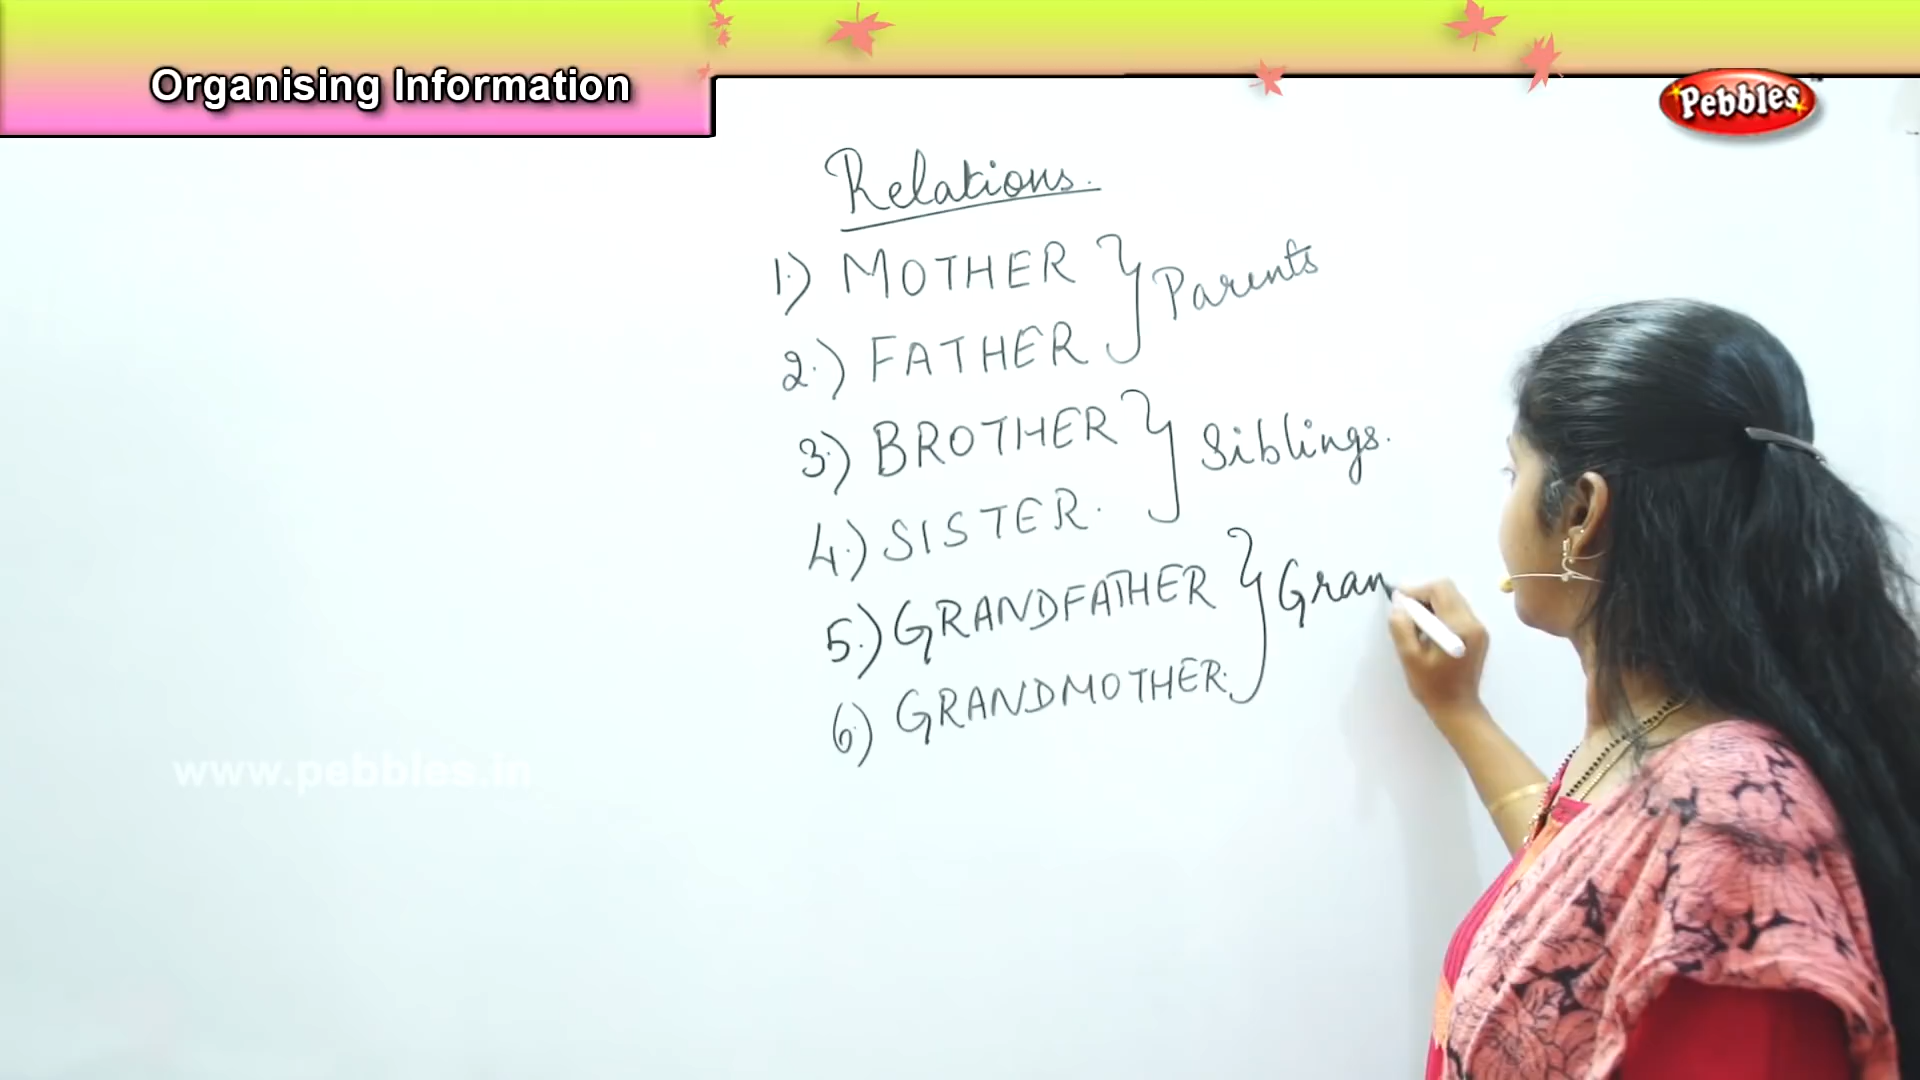 Organising Information
Pebbles
Relations.
1.) MOTHER
2.) FATHER
Parents
3.) BROTHER
4.) SISTER.
Siblings.
5.) GRANDFATHER
6.) GRANDMOTHER.
Gran
www.pebbles.in